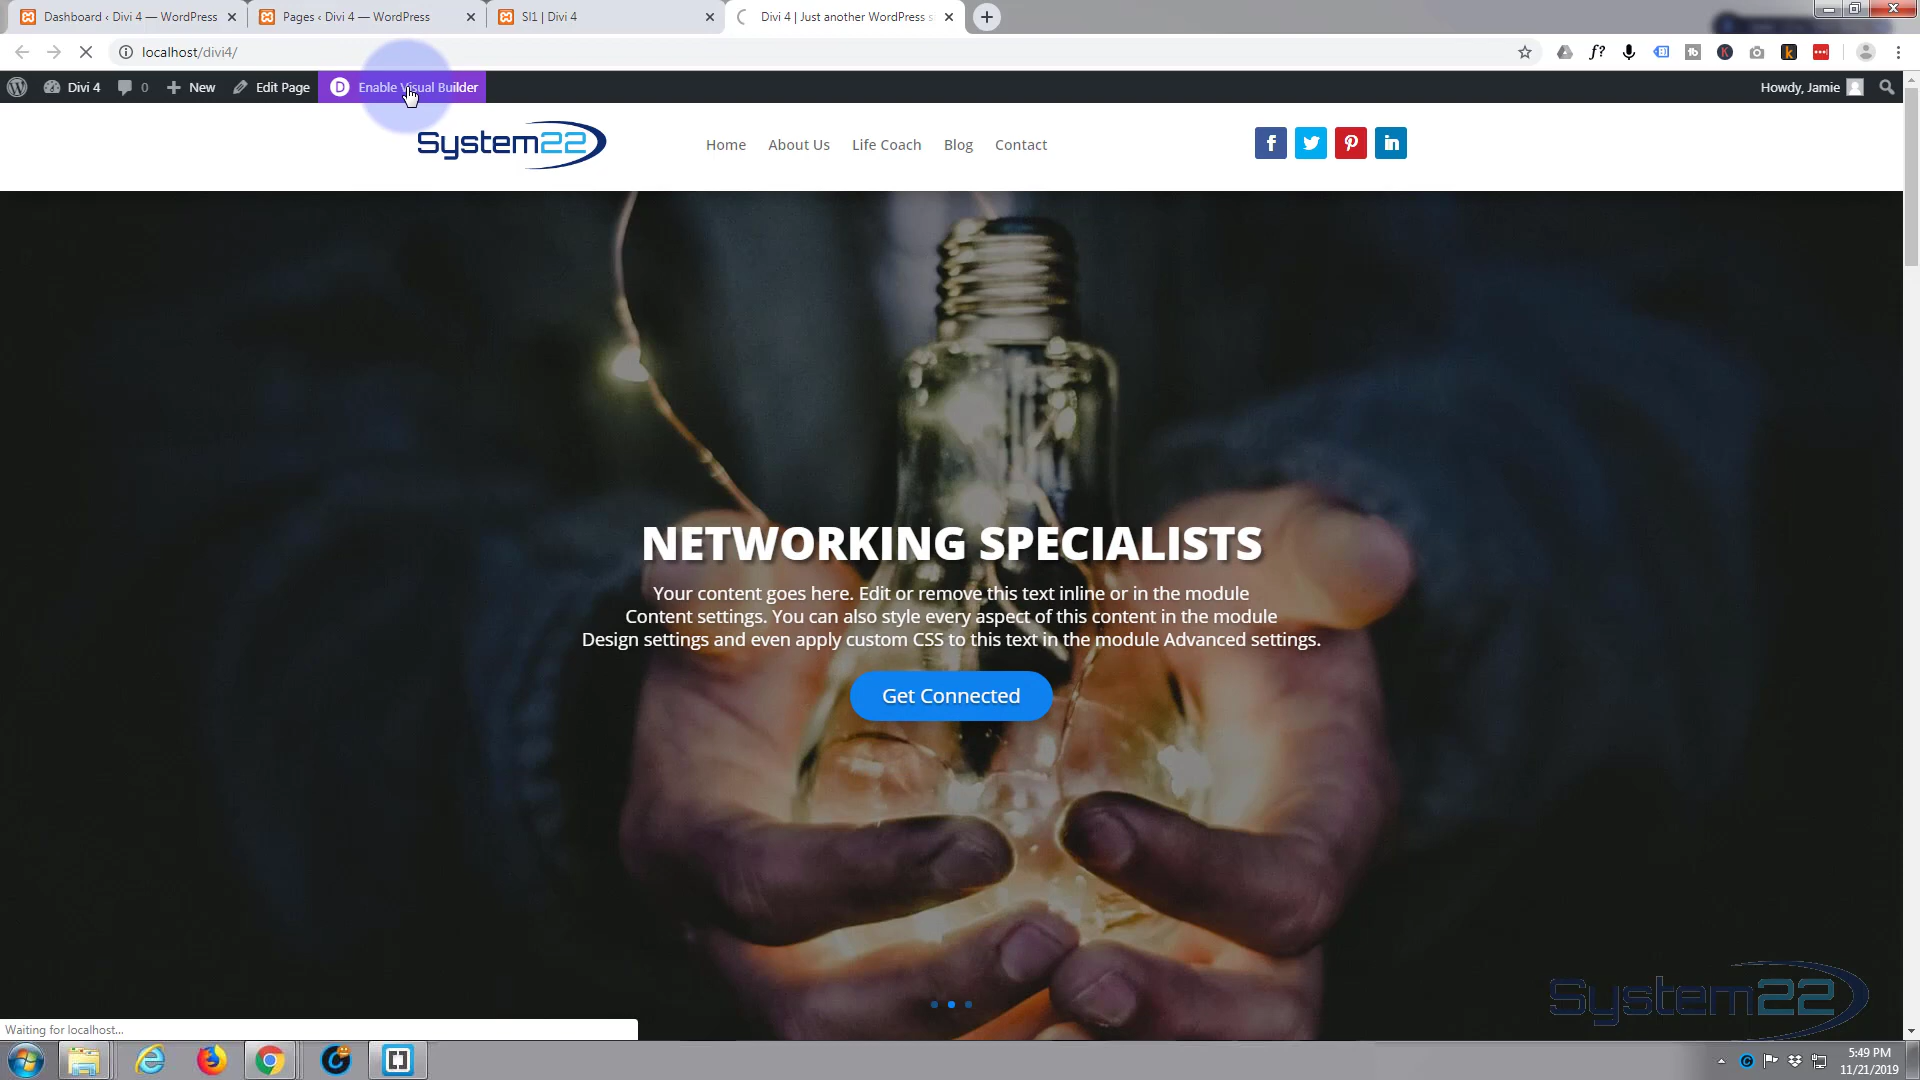 Dashboard ‹ Divi 4 — WordPress
Pages ‹ Divi 4 — WordPress
Sl1 | Divi 4
Divi 4 | Just another WordPress s
localhost/divi4/
Divi 4
0
New
Edit Page
D
Enable Visual Builder
Howdy, Jamie
System22
Home
About Us
Life Coach
Blog
Contact
NETWORKING SPECIALISTS
Your content goes here. Edit or remove this text inline or in the module
Content settings. You can also style every aspect of this content in the module
Design settings and even apply custom CSS to this text in the module Advanced settings.
Get Connected
System22
Waiting for localhost...
5:49 PM
11/21/2019